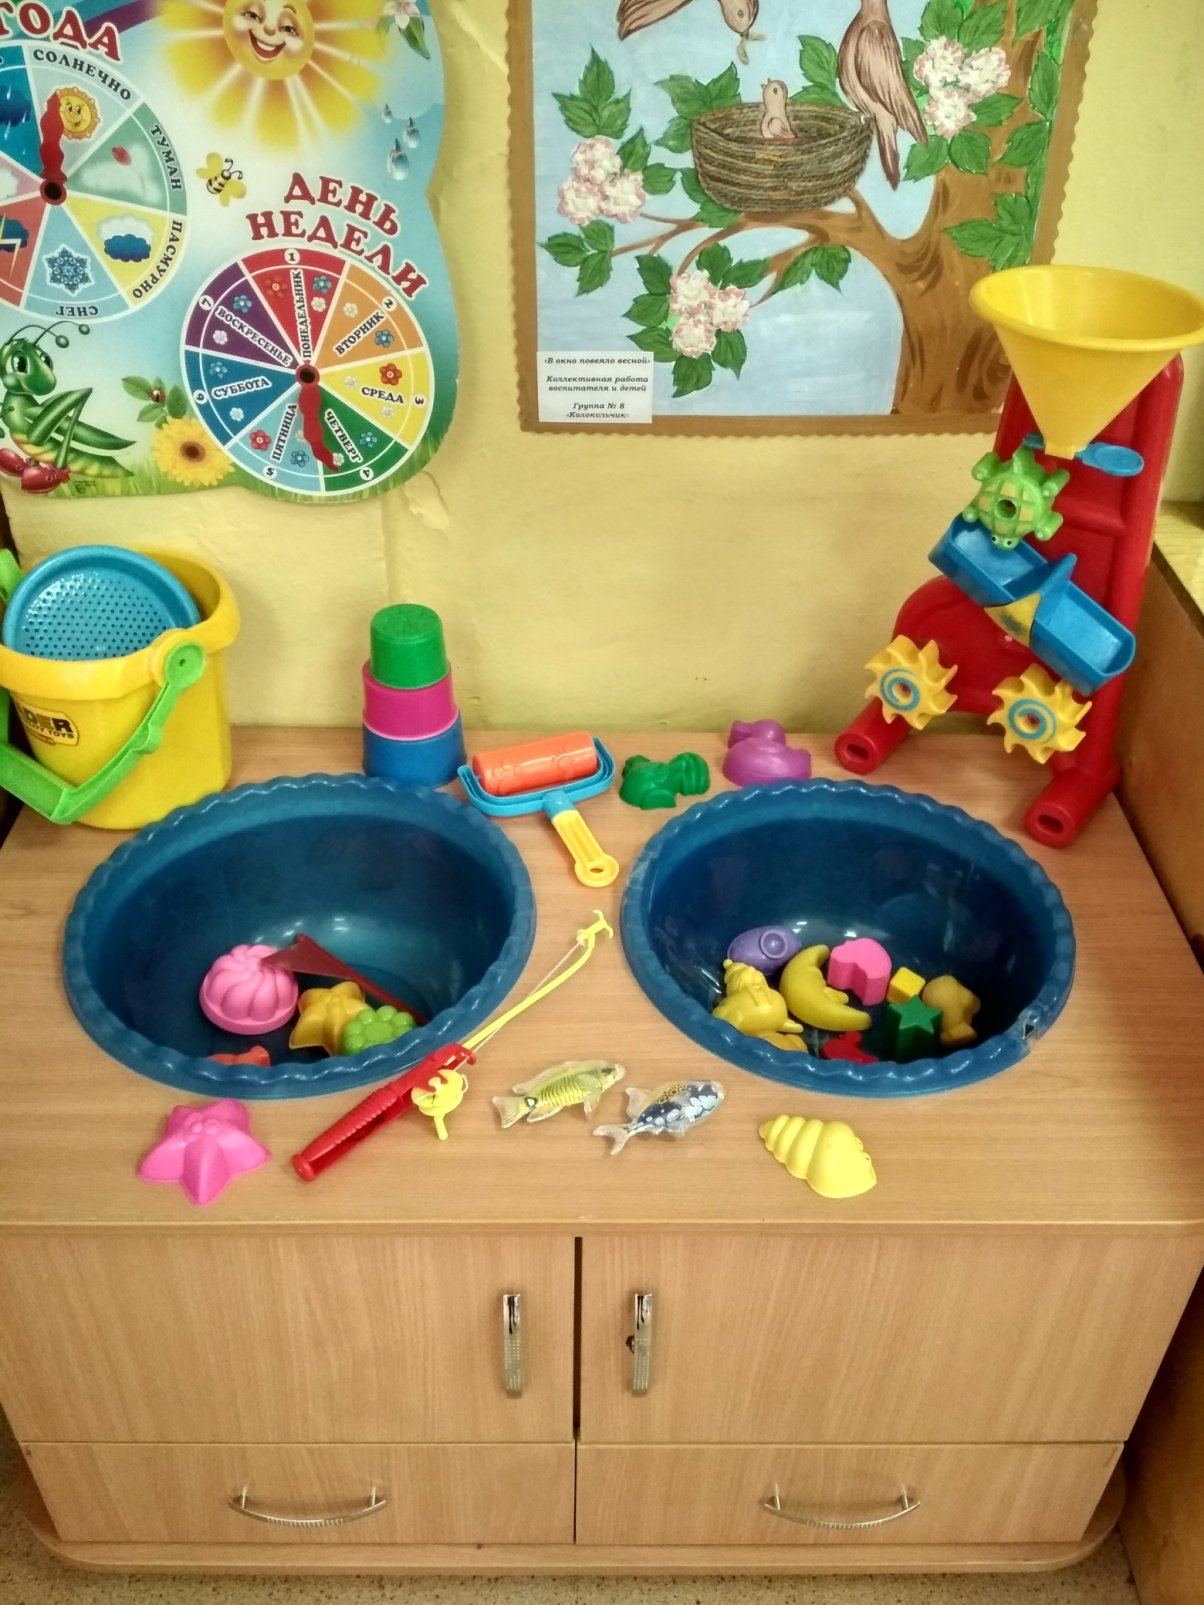 ГОДА
СОЛНЕЧНО
ТУМАН
ПАСМУРНО
СНЕГ
ДЕНЬ
НЕДЕЛИ
1
ПОНЕДЕЛЬНИК
2
ВТОРНИК
СРЕДА
3
ЧЕТВЕРГ
4
ПЯТНИЦА
5
СУББОТА
6
ВОСКРЕСЕНЬЕ
7
«В окно повеяло весной»
Коллективная работа
воспитателя и детей
Группа № 8
«Колокольчик»